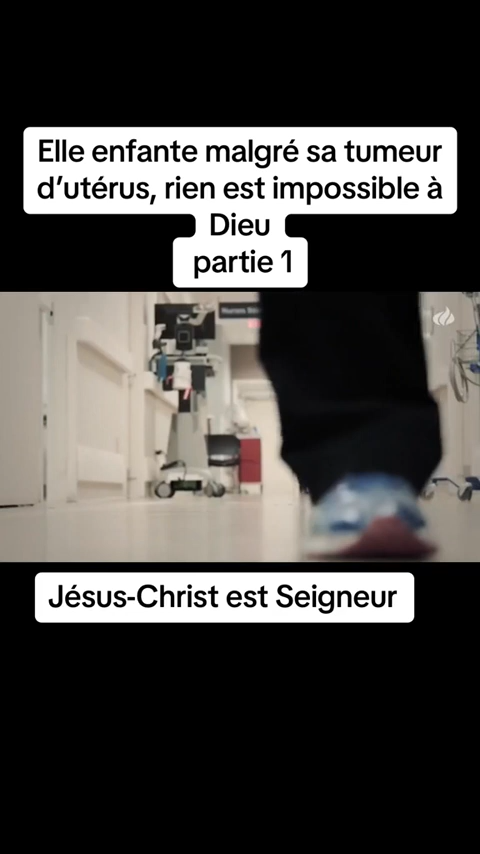 Elle enfante malgré sa tumeur
d’utérus, rien est impossible à
Dieu
partie 1
Jésus-Christ est Seigneur